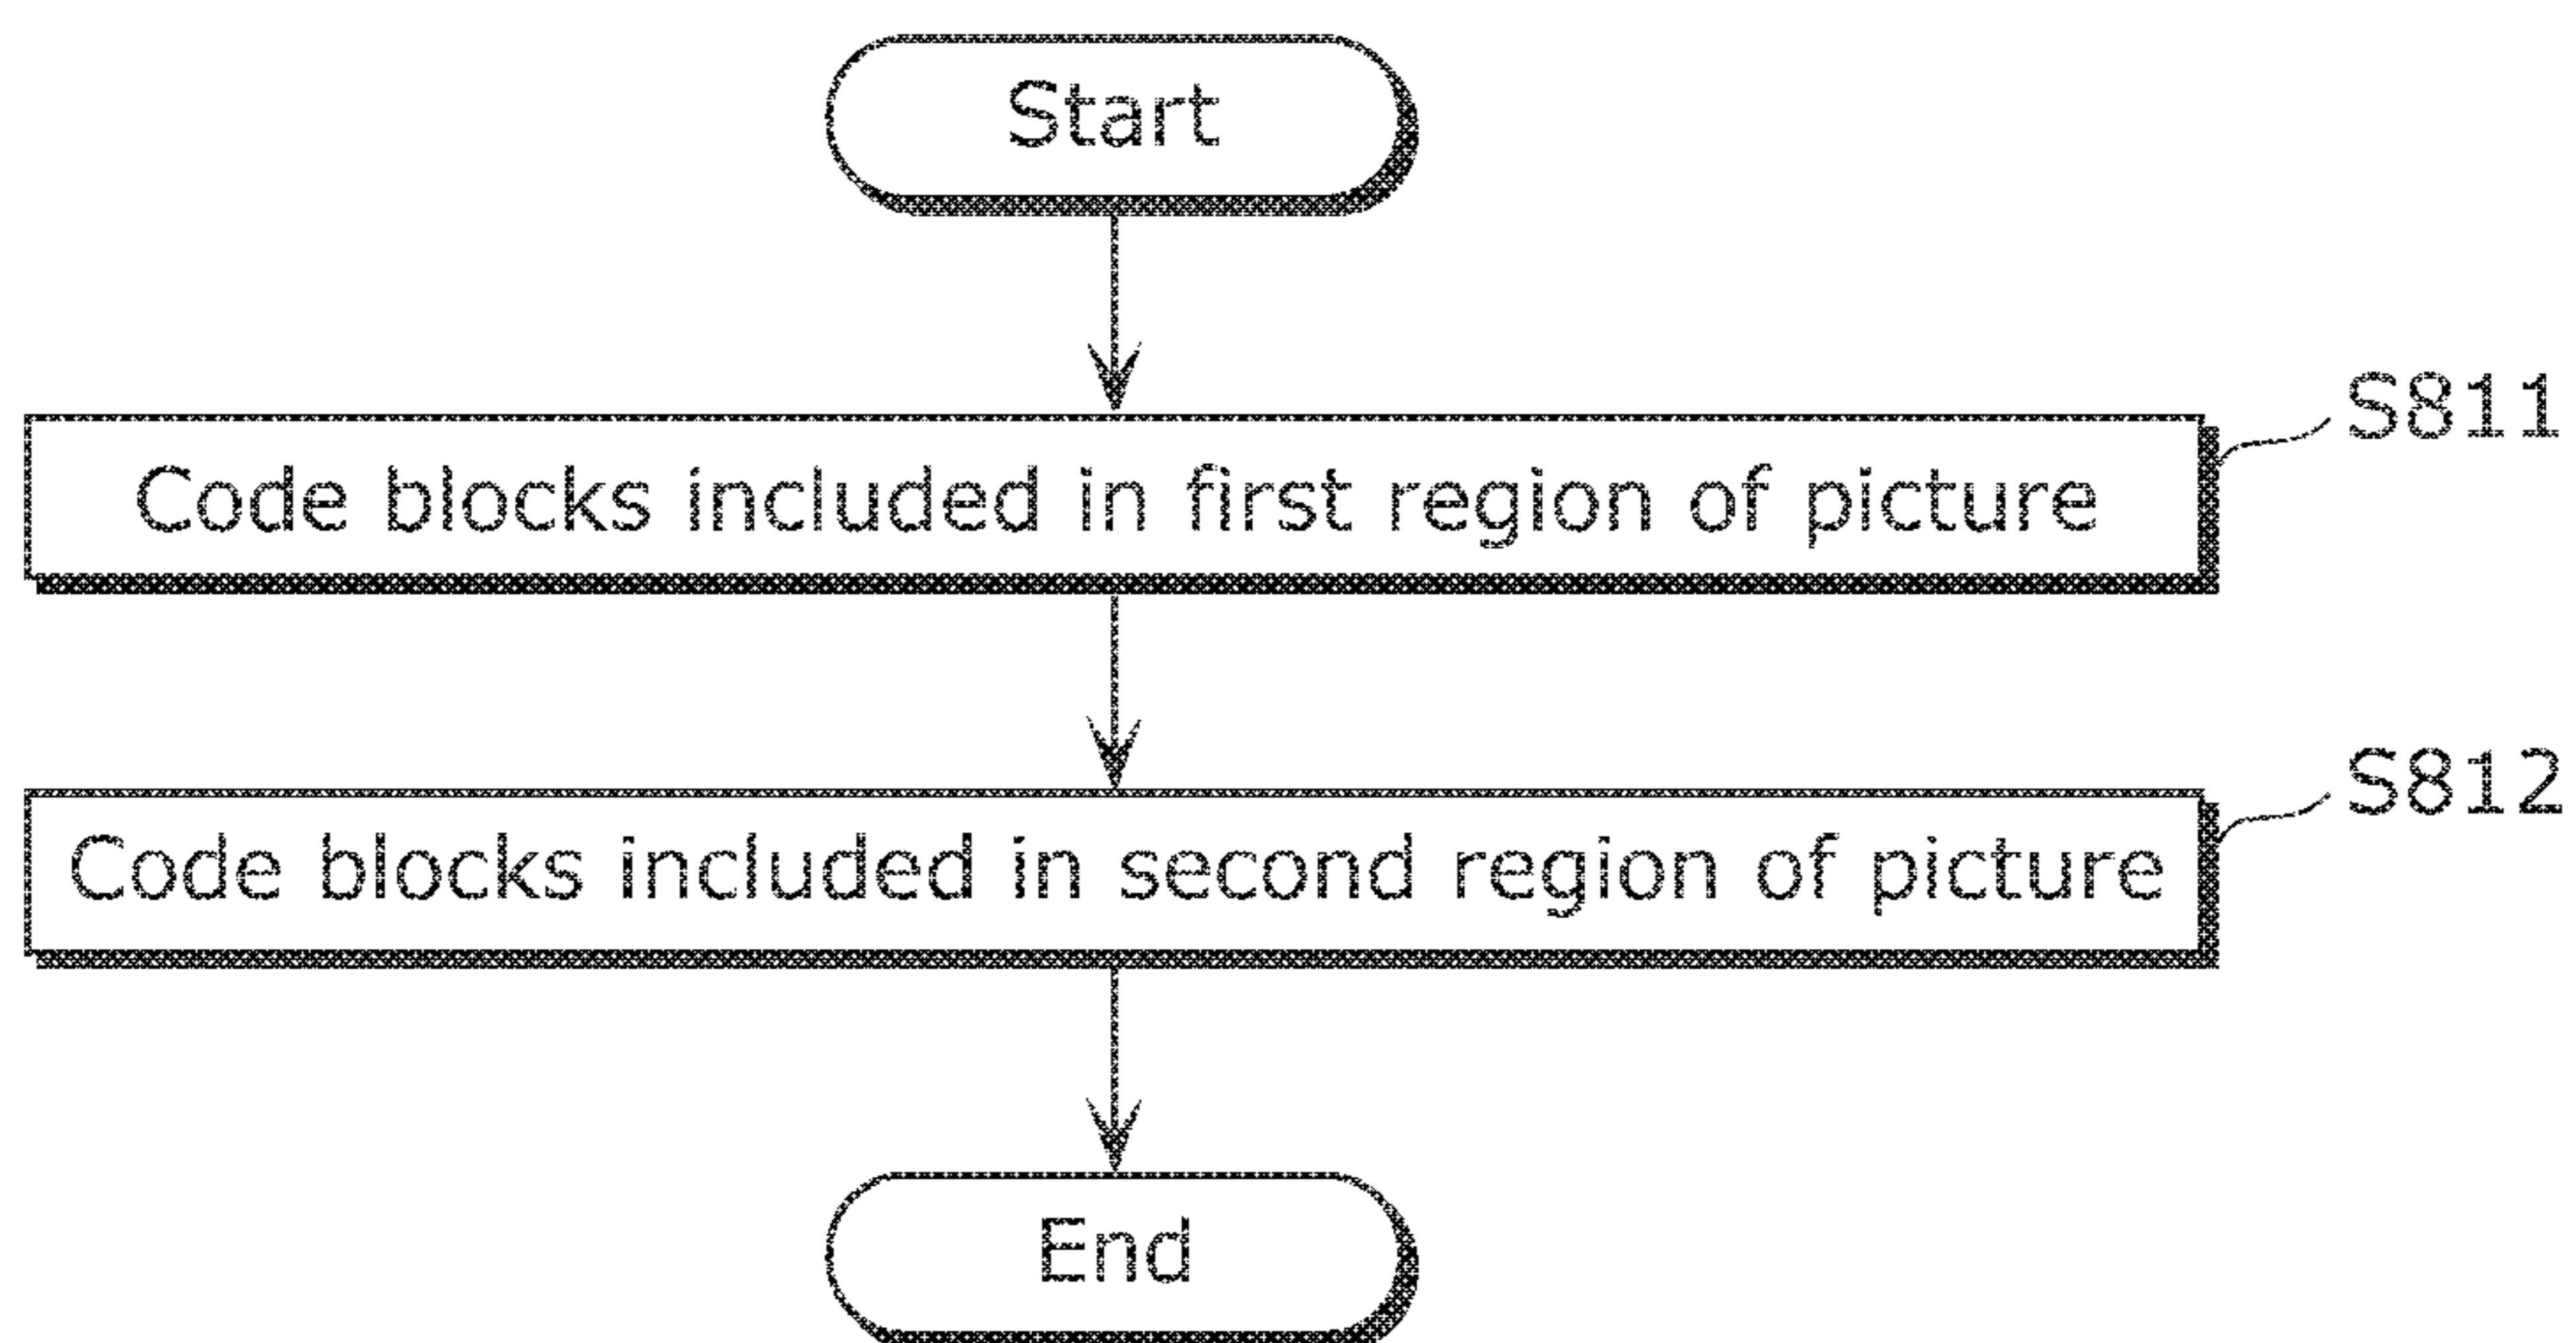 Start
S811
Code blocks included in first region of picture
S812
Code blocks included in second region of picture
End